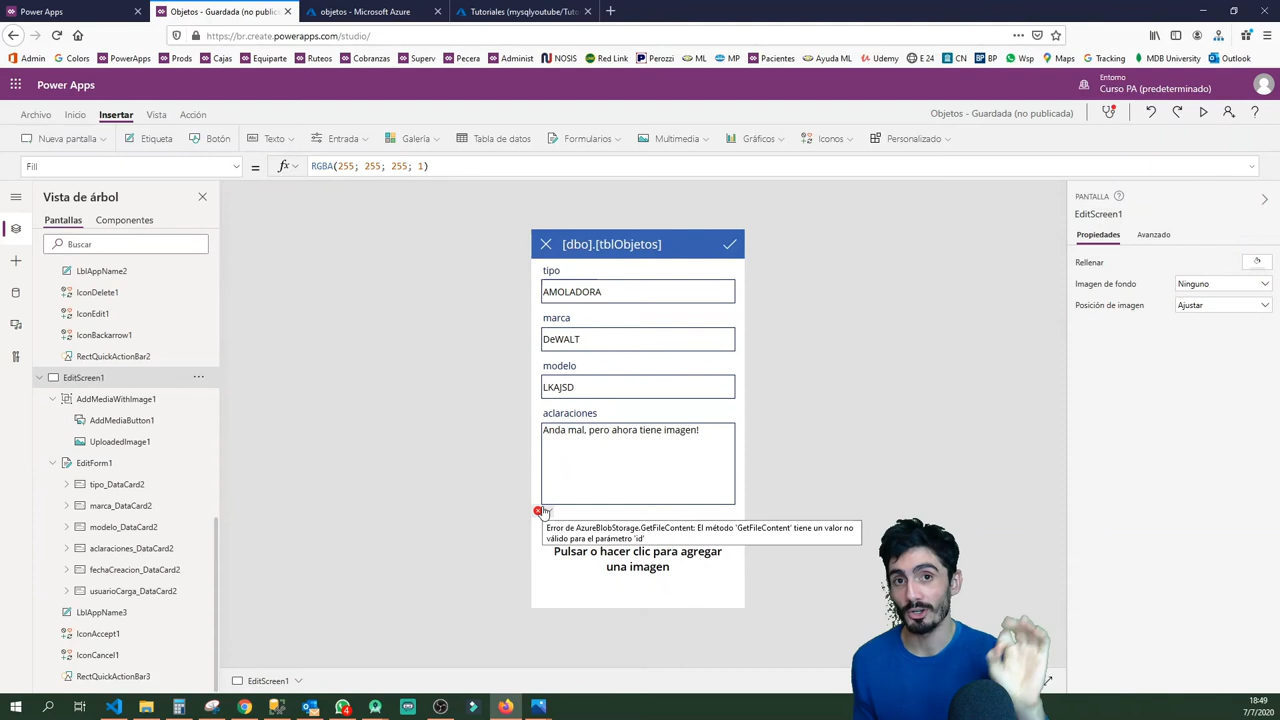 Power Apps
Objetos - Guardada (no publicada)
objetos - Microsoft Azure
Tutoriales (mysqlyoutube/Tuto
https://br.create.powerapps.com/studio/
Admin
Colors
PowerApps
Prods
Cajas
Equiparte
Ruteos
Cobranzas
Superv
Pecera
Administ
NOSIS
Red Link
Perozzi
ML
MP
Pacientes
Ayuda ML
Udemy
E 24
CN
BP
Wsp
Maps
Tracking
MDB University
Outlook
Power Apps
Entorno
Curso PA (predeterminado)
Archivo
Inicio
Insertar
Vista
Acción
Objetos - Guardada (no publicada)
Nueva pantalla
Etiqueta
Botón
Texto
Entrada
Galería
Tabla de datos
Formularios
Multimedia
Gráficos
Iconos
Personalizado
Fill
=
fx
RGBA(255; 255; 255; 1)
Vista de árbol
Pantallas
Componentes
Buscar
LblAppName2
IconDelete1
IconEdit1
IconBackarrow1
RectQuickActionBar2
EditScreen1
AddMediaWithImage1
AddMediaButton1
UploadedImage1
EditForm1
tipo_DataCard2
marca_DataCard2
modelo_DataCard2
aclaraciones_DataCard2
fechaCreacion_DataCard2
usuarioCarga_DataCard2
LblAppName3
IconAccept1
IconCancel1
RectQuickActionBar3
[dbo].[tblObjetos]
tipo
AMOLADORA
marca
DeWALT
modelo
LKAJSD
aclaraciones
Anda mal, pero ahora tiene imagen!
Error de AzureBlobStorage.GetFileContent: El método 'GetFileContent' tiene un valor no
válido para el parámetro 'id'
Pulsar o hacer clic para agregar
una imagen
PANTALLA
EditScreen1
Propiedades
Avanzado
Rellenar
Imagen de fondo
Ninguno
Posición de imagen
Ajustar
EditScreen1
18:49
7/7/2020